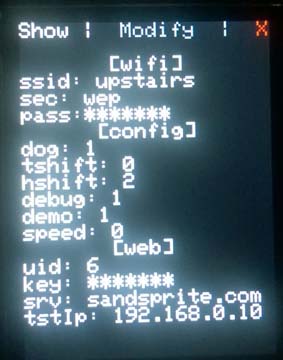 Show | Modify | X
[wifi]
ssid: upstairs
sec: wep
pass:*******
[config]
dog: 1
tshift: 0
hshift: 2
debug: 1
demo: 1
speed: 0
[web]
uid: 6
key: *******
srv: sandsprite.com
tstIp: 192.168.0.10